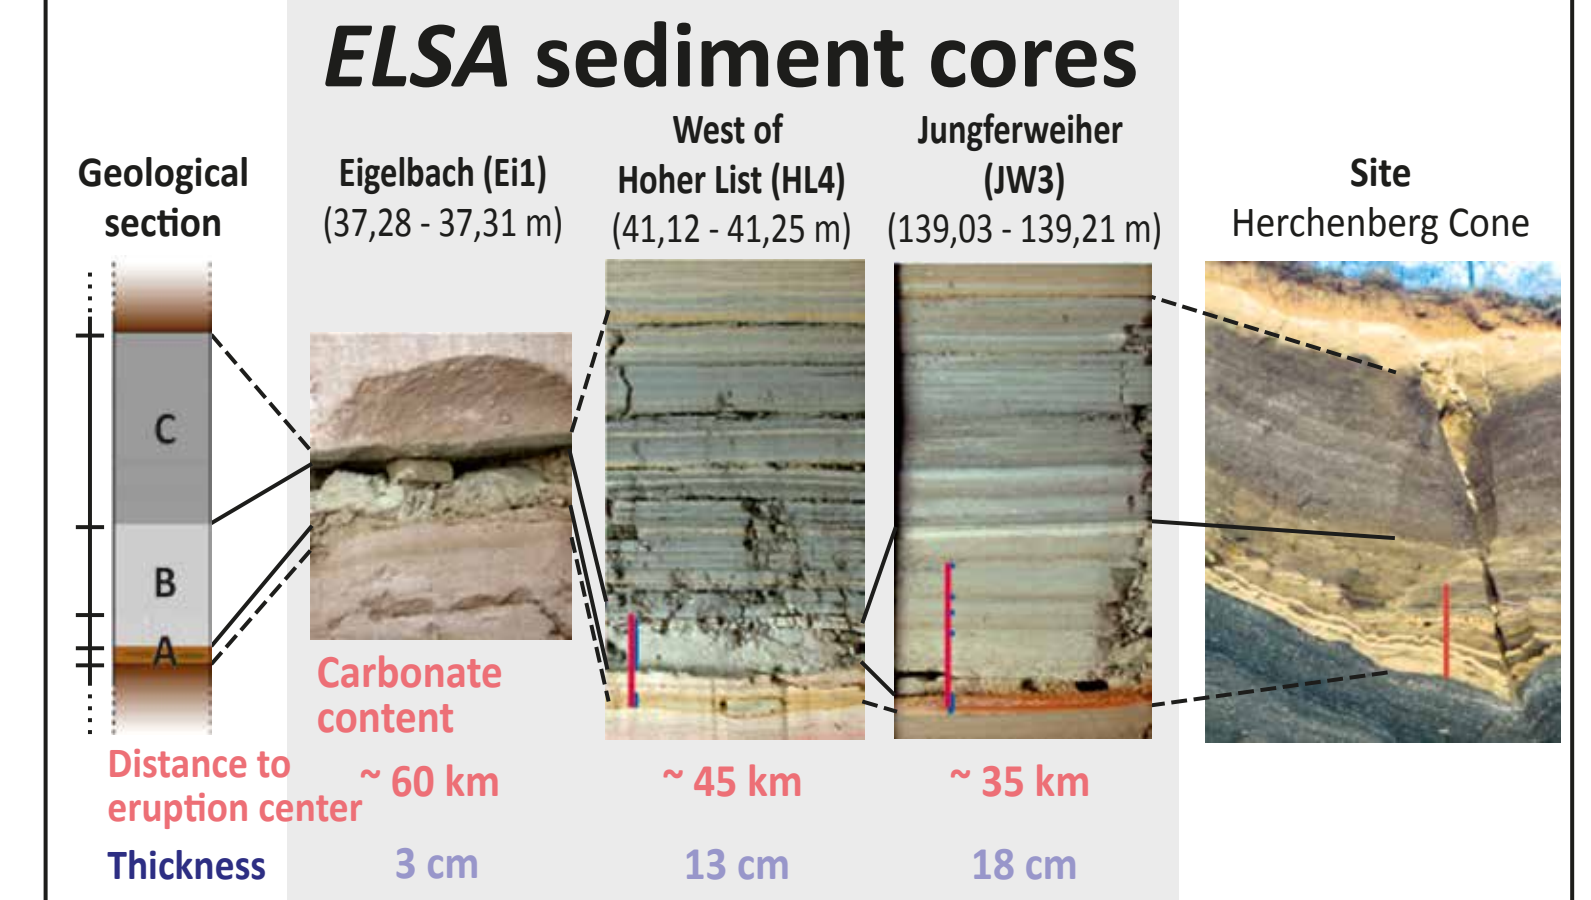 ELSA sediment cores
Geological
section
Eigelbach (Ei1)
(37,28 - 37,31 m)
West of
Hoher List (HL4)
(41,12 - 41,25 m)
Jungferweiher
(JW3)
(139,03 - 139,21 m)
Site
Herchenberg Cone
C
B
A
Carbonate
content
Distance to
eruption center
~ 60 km
~ 45 km
~ 35 km
Thickness
3 cm
13 cm
18 cm